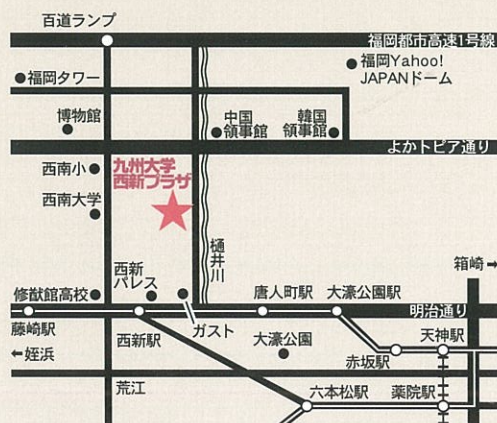 百道ランプ
福岡都市高速1号線
福岡タワー
福岡Yahoo!
JAPANドーム
博物館
中国
領事館
韓国
領事館
よかトピア通り
西南小
九州大学
西新プラザ
西南大学
樋井川
箱崎→
西新
パレス
修猷館高校
唐人町駅
大濠公園駅
明治通り
藤崎駅
西新駅
ガスト
大濠公園
天神駅
赤坂駅
←姪浜
荒江
六本松駅
薬院駅